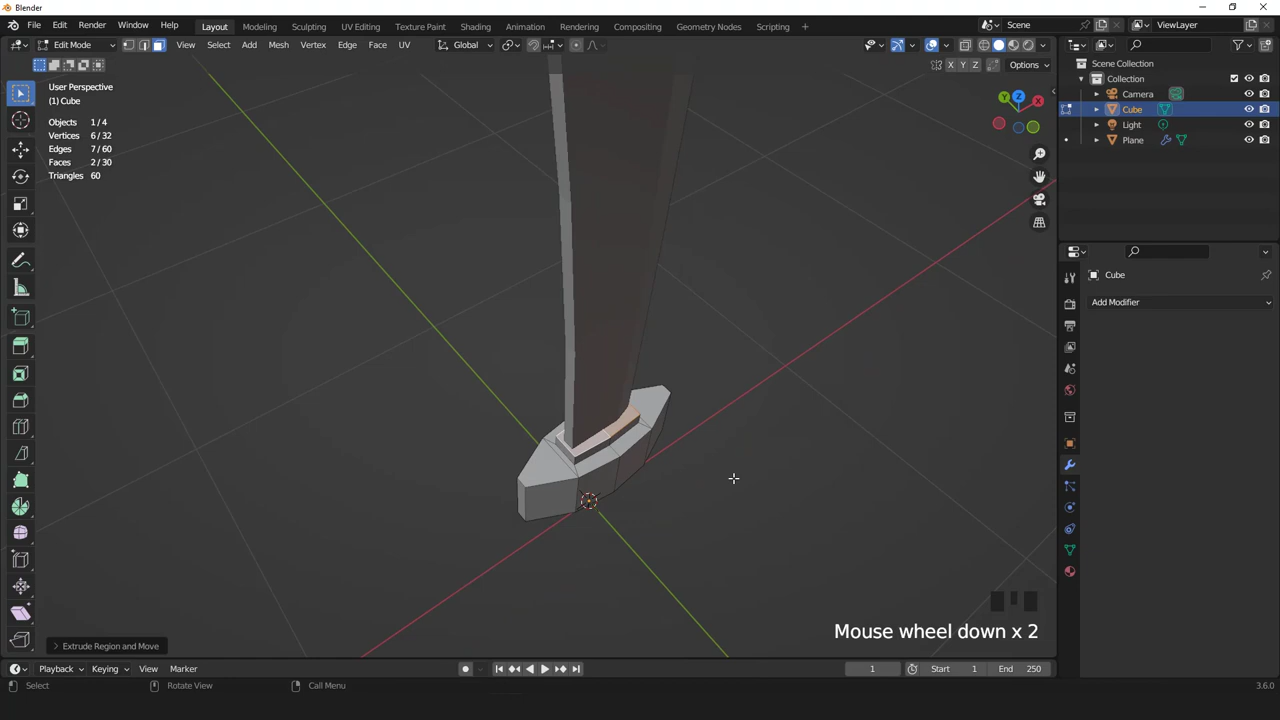 Blender
File Edit Render Window Help Layout Modeling Sculpting UV Editing Texture Paint Shading Animation Rendering Compositing Geometry Nodes Scripting + Scene ViewLayer
Edit Mode View Select Add Mesh Vertex Edge Face UV Global
X Y Z Options
User Perspective
(1) Cube
Objects 1 / 4
Vertices 6 / 32
Edges 7 / 60
Faces 2 / 30
Triangles 60
Y Z X
Scene Collection
Collection
Camera
Cube
Light
Plane
Cube
Add Modifier
Mouse wheel down x 2
Extrude Region and Move
Playback Keying View Marker 1 Start 1 End 250
Select Rotate View Call Menu 3.6.0